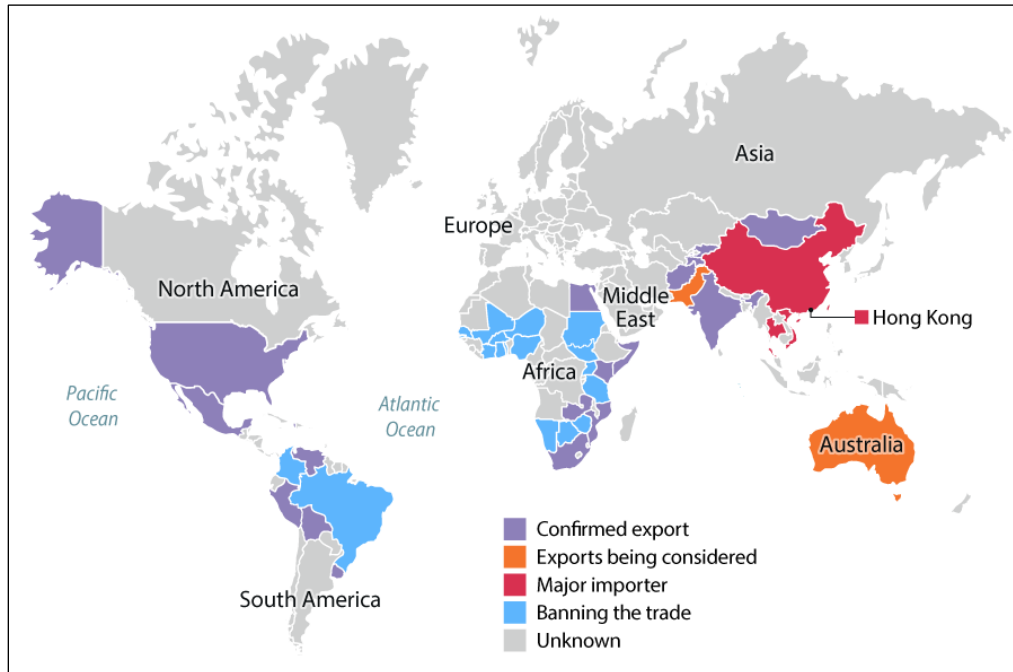 Asia
Europe
North America
Middle
East
Hong Kong
Africa
Pacific
Ocean
Atlantic
Ocean
Australia
South America
Confirmed export
Exports being considered
Major importer
Banning the trade
Unknown